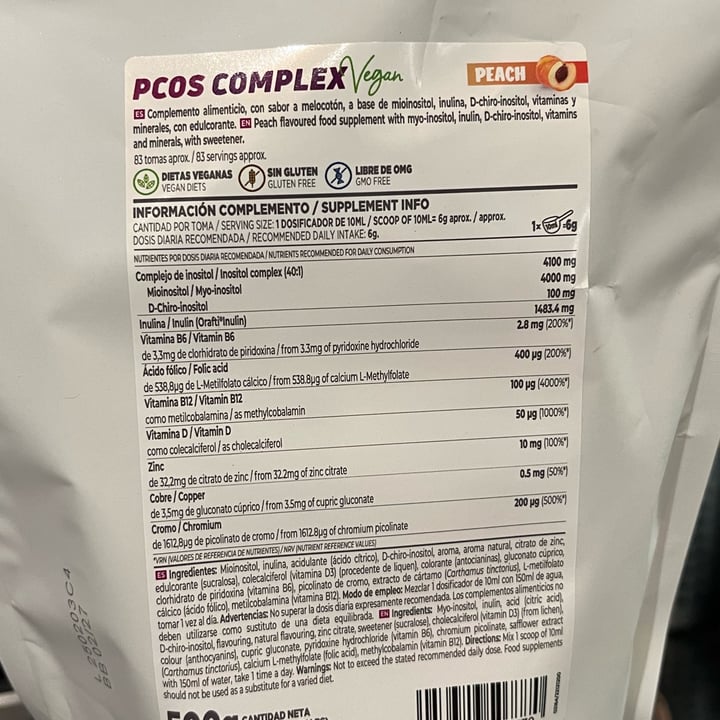 PCOS COMPLEX Vegan
PEACH
ES Complemento alimenticio, con sabor a melocotón, a base de mioinositol, inulina, D-chiro-inositol, vitaminas y
minerales, con edulcorante. EN Peach flavoured food supplement with myo-inositol, inulin, D-chiro-inositol, vitamins
and minerals, with sweetener.
83 tomas aprox. / 83 servings approx.
DIETAS VEGANAS
VEGAN DIETS
SIN GLUTEN
GLUTEN FREE
LIBRE DE OMG
GMO FREE
INFORMACIÓN COMPLEMENTO / SUPPLEMENT INFO
CANTIDAD POR TOMA / SERVING SIZE: 1 DOSIFICADOR DE 10ML / SCOOP OF 10ML= 6g aprox. / approx.
DOSIS DIARIA RECOMENDADA / RECOMMENDED DAILY INTAKE: 6g.
1x 10ml =6g
NUTRIENTES POR DOSIS DIARIA RECOMENDADA / NUTRIENTS RECOMMENDED FOR DAILY CONSUMPTION
Complejo de inositol / Inositol complex (40:1) 4100 mg
Mioinositol / Myo-inositol 4000 mg
D-Chiro-inositol 100 mg
Inulina / Inulin (Orafti®Inulin) 1483.4 mg
Vitamina B6 / Vitamin B6 2.8 mg (200%*)
de 3,3mg de clorhidrato de piridoxina / from 3.3mg of pyridoxine hydrochloride
Ácido fólico / Folic acid 400 µg (200%*)
de 538,8µg de L-Metilfolato cálcico / from 538.8µg of calcium L-Methylfolate
Vitamina B12 / Vitamin B12 100 µg (4000%*)
como metilcobalamina / as methylcobalamin
Vitamina D / Vitamin D 50 µg (1000%*)
como colecalciferol / as cholecalciferol
Zinc 10 mg (100%*)
de 32,2mg de citrato de zinc / from 32.2mg of zinc citrate
Cobre / Copper 0.5 mg (50%*)
de 3,5mg de gluconato cúprico / from 3.5mg of cupric gluconate
Cromo / Chromium 200 µg (500%*)
de 1612,8µg de picolinato de cromo / from 1612.8µg of chromium picolinate
*VRN (VALORES DE REFERENCIA DE NUTRIENTES) / NRV (NUTRIENT REFERENCE VALUES)
ES Ingredientes: Mioinositol, inulina, acidulante (ácido cítrico), D-chiro-inositol, aroma, aroma natural, citrato de zinc,
edulcorante (sucralosa), colecalciferol (vitamina D3) (procedente de liquen), colorante (antocianinas), gluconato cúprico,
clorhidrato de piridoxina (vitamina B6), picolinato de cromo, extracto de cártamo (Carthamus tinctorius), L-metilfolato
cálcico (ácido fólico), metilcobalamina (vitamina B12). Modo de empleo: Mezclar 1 dosificador de 10ml con 150ml de agua,
tomar 1 vez al día. Advertencias: No superar la dosis diaria expresamente recomendada. Los complementos alimenticios no
deben utilizarse como sustituto de una dieta equilibrada. EN Ingredients: Myo-inositol, inulin, acid (citric acid),
D-chiro-inositol, flavouring, natural flavouring, zinc citrate, sweetener (sucralose), cholecalciferol (vitamin D3) (from lichen),
colour (anthocyanins), cupric gluconate, pyridoxine hydrochloride (vitamin B6), chromium picolinate, safflower extract
(Carthamus tinctorius), calcium L-methylfolate (folic acid), methylcobalamin (vitamin B12). Directions: Mix 1 scoop of 10ml
with 150ml of water, take 1 time a day. Warnings: Not to exceed the stated recommended daily dose. Food supplements
should not be used as a substitute for a varied diet.
500g CANTIDAD NETA
BB 02/27